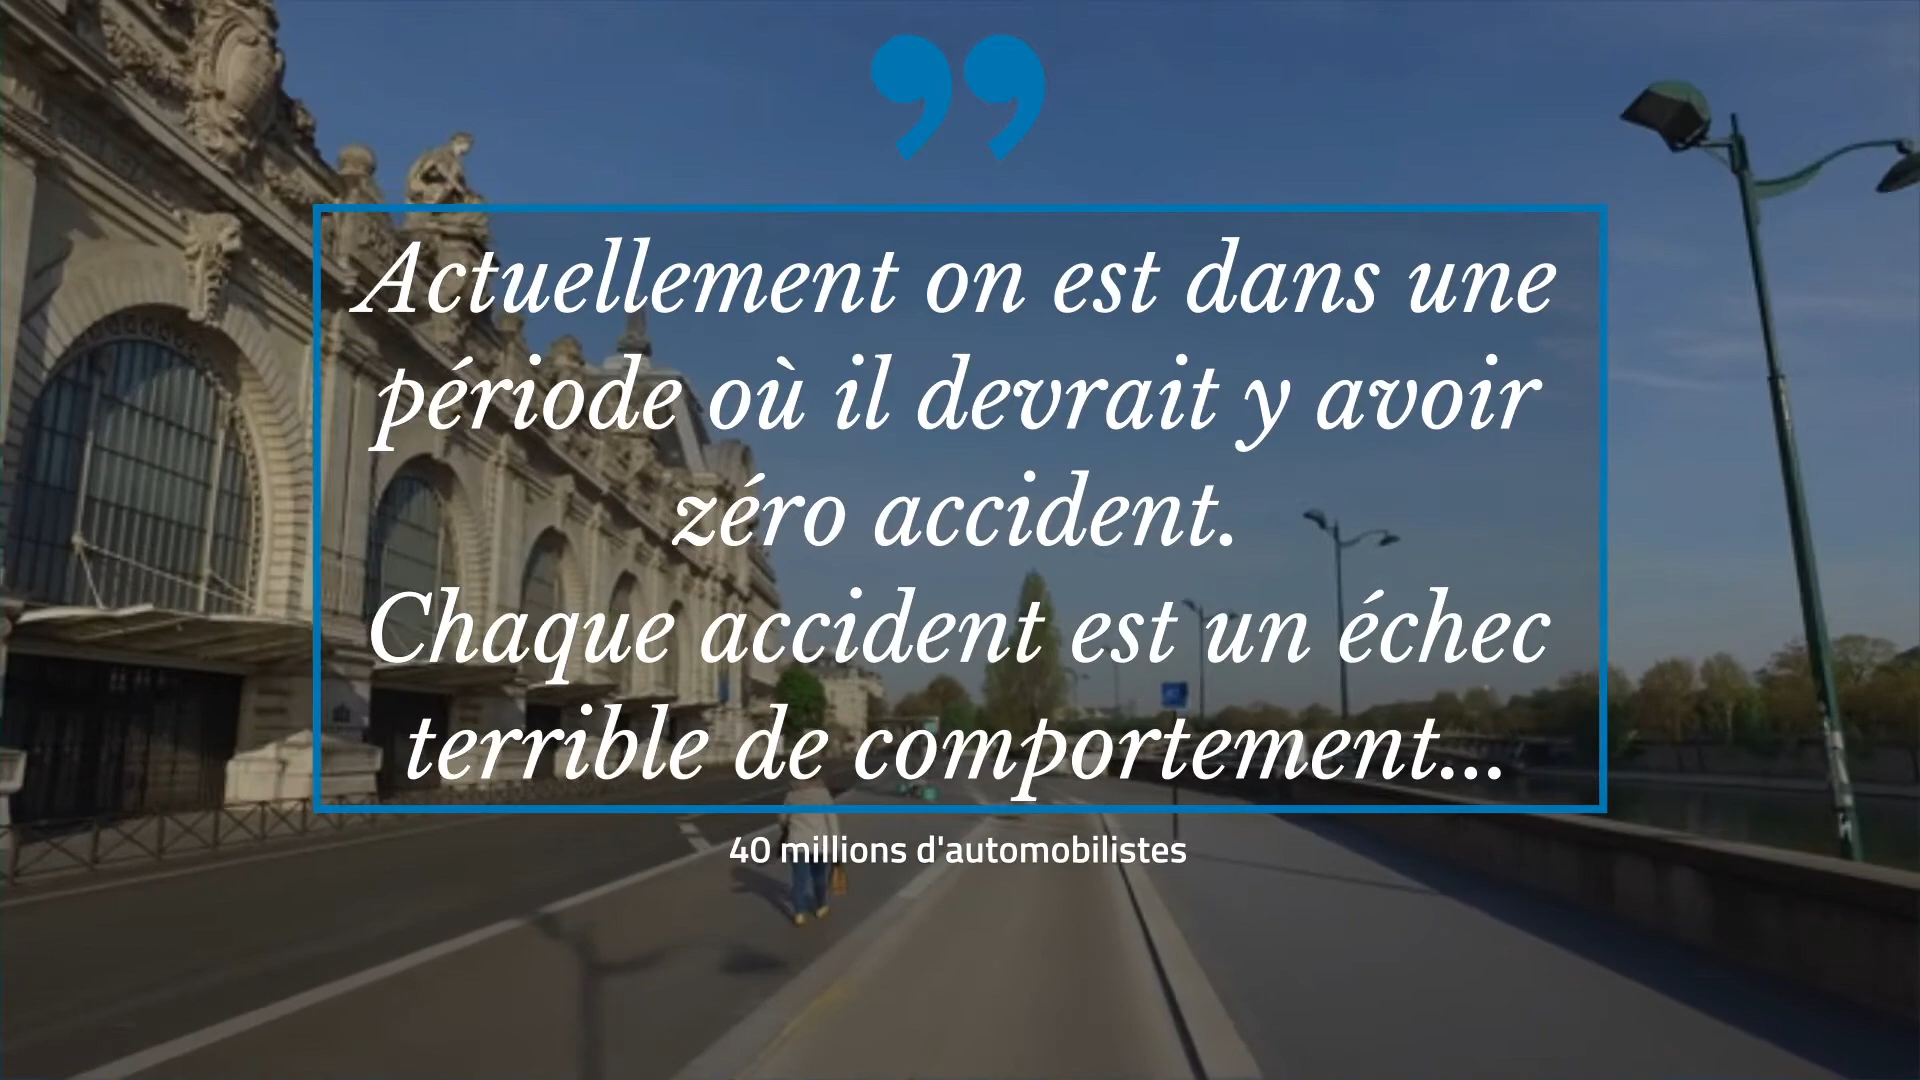 ”
Actuellement on est dans une
période où il devrait y avoir
zéro accident.
Chaque accident est un échec
terrible de comportement...
40 millions d'automobilistes